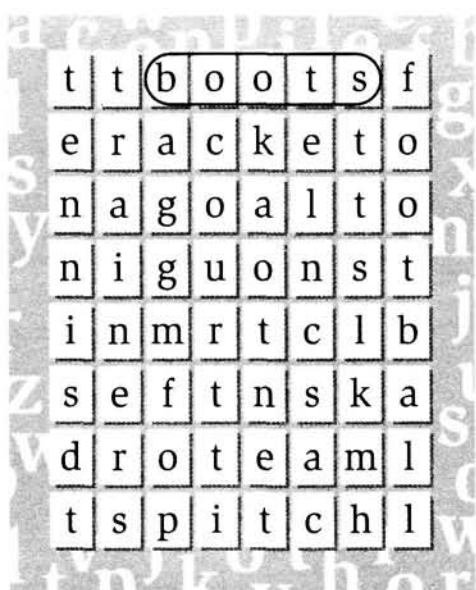 t t b o o t s f
e r a c k e t o
n a g o a l t o
n i g u o n s t
i n m r t c l b
s e f t n s k a
d r o t e a m l
t s p i t c h l